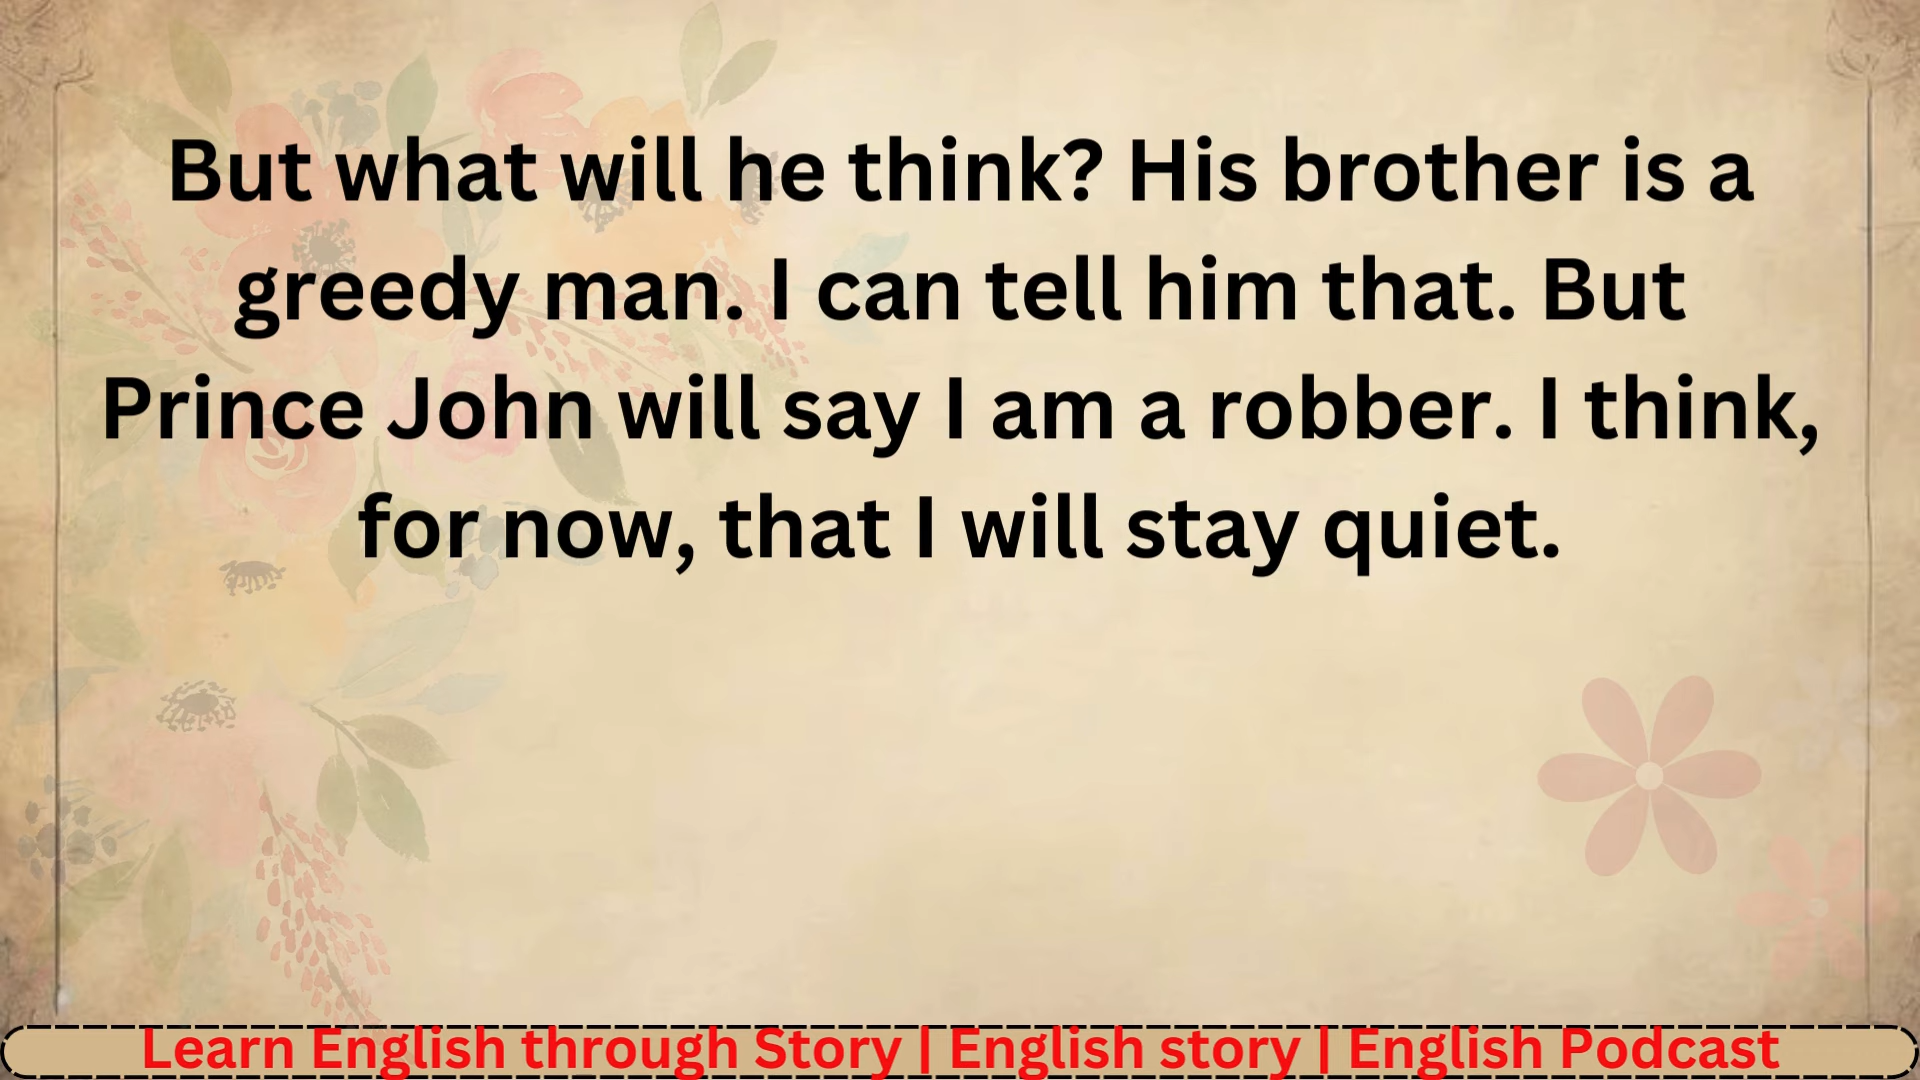 But what will he think? His brother is a
greedy man. I can tell him that. But
Prince John will say I am a robber. I think,
for now, that I will stay quiet.
Learn English through Story | English story | English Podcast